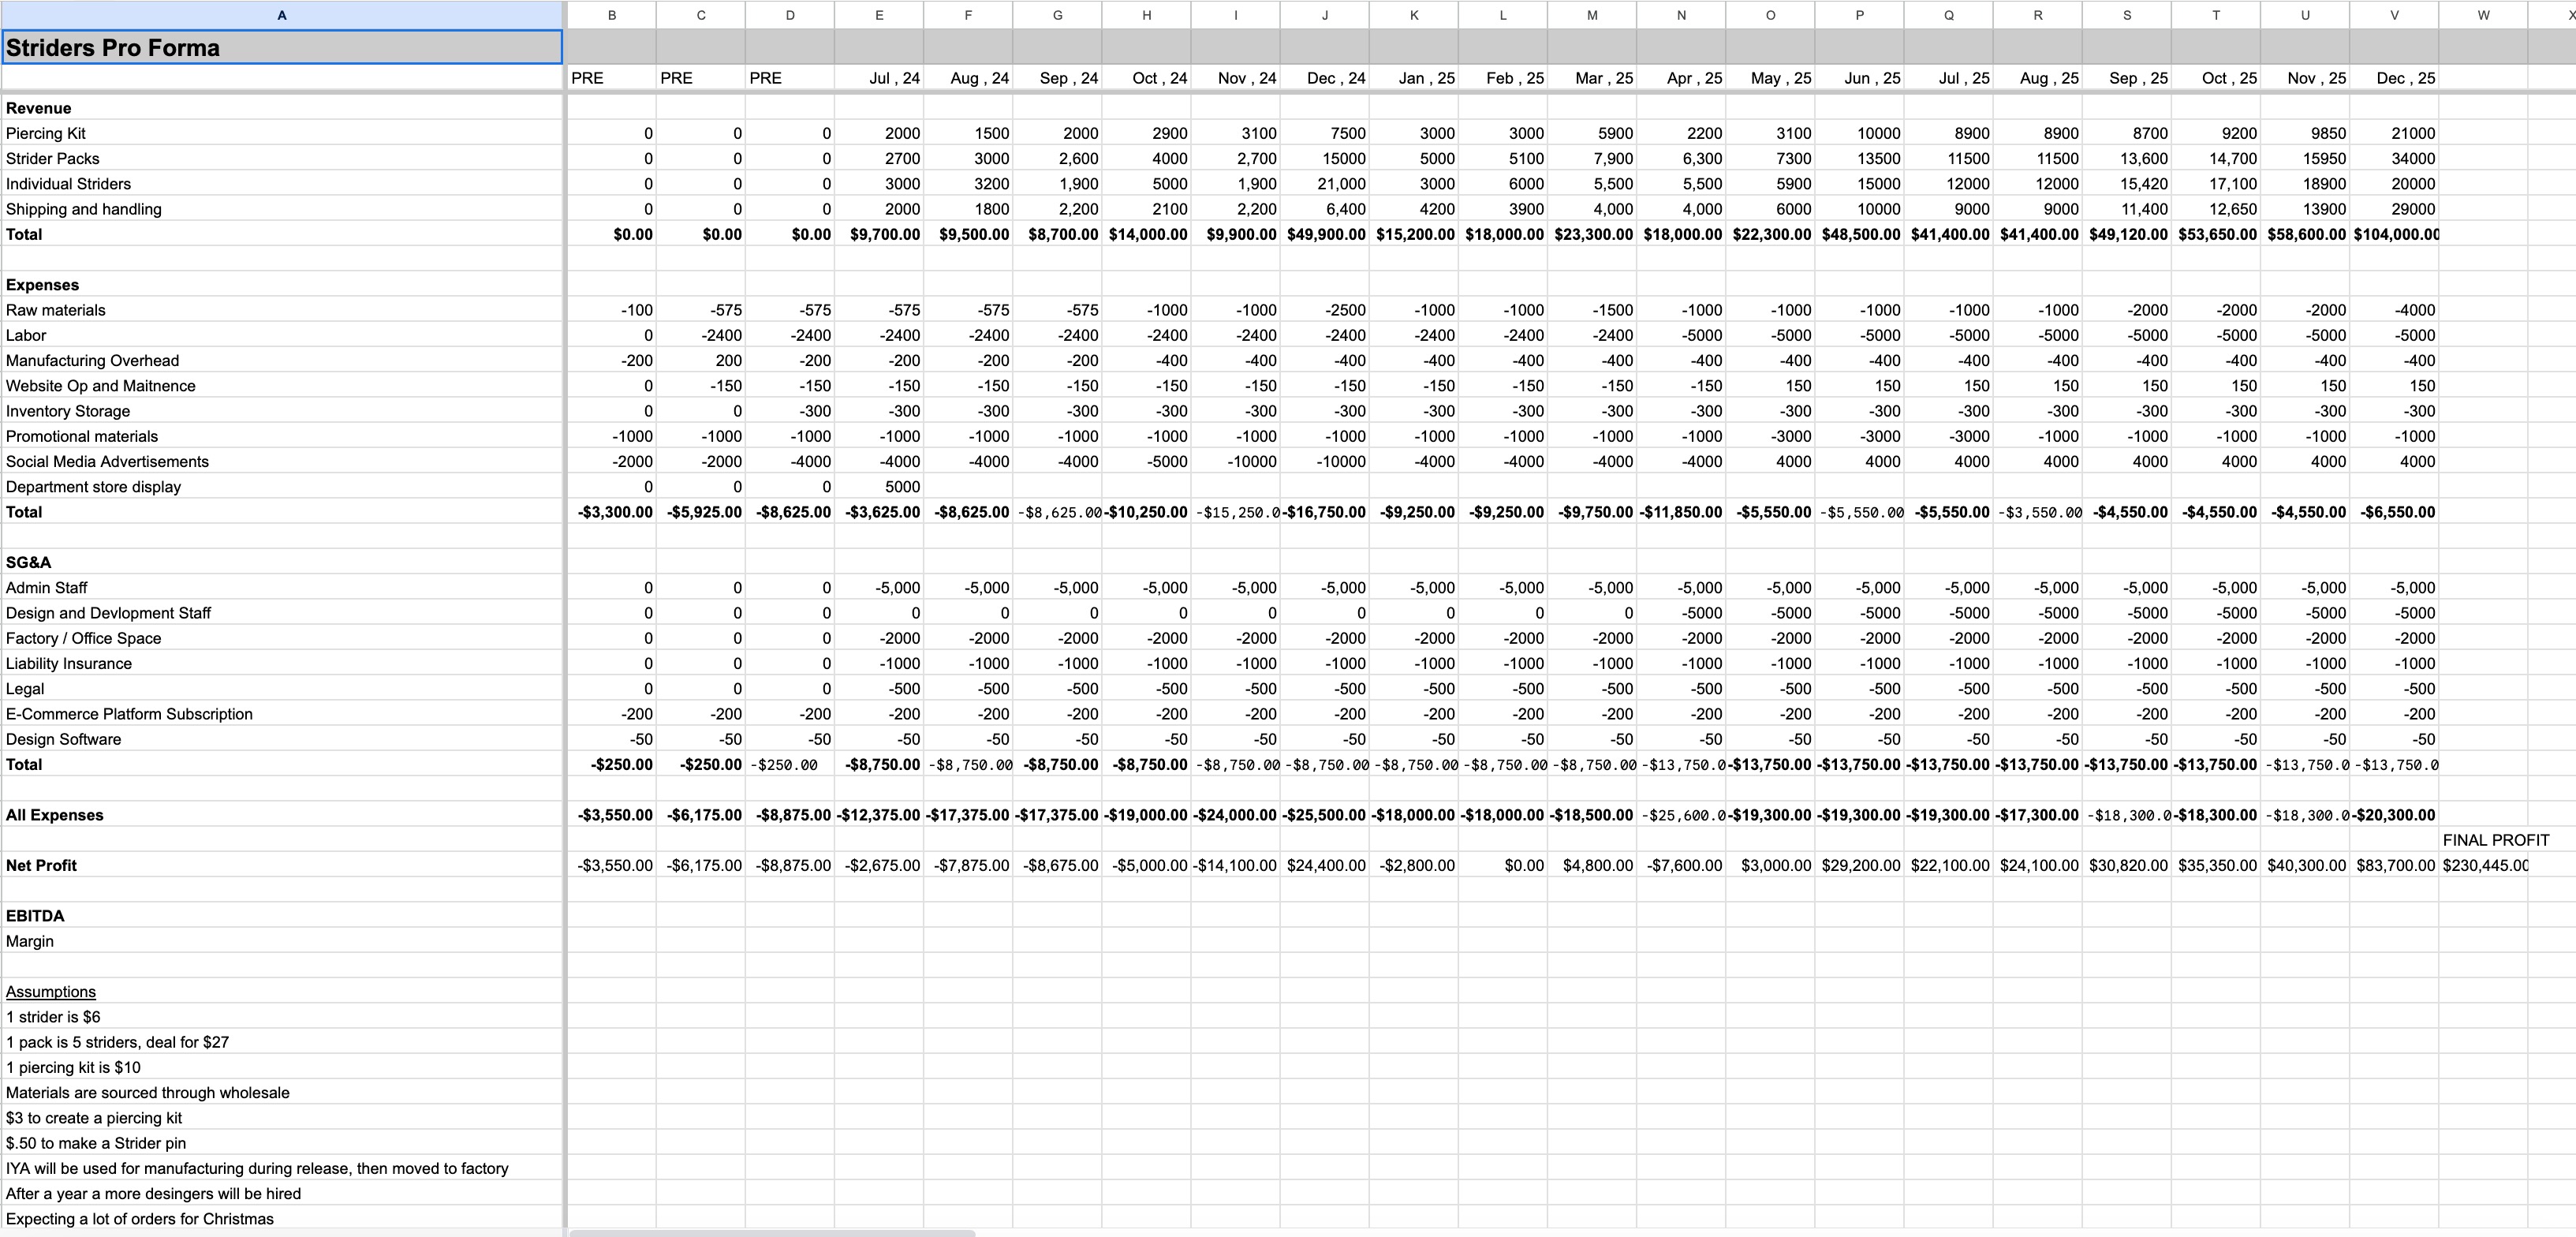 A B C D E F G H I J K L M N O P Q R S T U V W X
Striders Pro Forma
PRE PRE PRE Jul , 24 Aug , 24 Sep , 24 Oct , 24 Nov , 24 Dec , 24 Jan , 25 Feb , 25 Mar , 25 Apr , 25 May , 25 Jun , 25 Jul , 25 Aug , 25 Sep , 25 Oct , 25 Nov , 25 Dec , 25
Revenue
Piercing Kit 0 0 0 2000 1500 2000 2900 3100 7500 3000 3000 5900 2200 3100 10000 8900 8900 8700 9200 9850 21000
Strider Packs 0 0 0 2700 3000 2,600 4000 2,700 15000 5000 5100 7,900 6,300 7300 13500 11500 11500 13,600 14,700 15950 34000
Individual Striders 0 0 0 3000 3200 1,900 5000 1,900 21,000 3000 6000 5,500 5,500 5900 15000 12000 12000 15,420 17,100 18900 20000
Shipping and handling 0 0 0 2000 1800 2,200 2100 2,200 6,400 4200 3900 4,000 4,000 6000 10000 9000 9000 11,400 12,650 13900 29000
Total $0.00 $0.00 $0.00 $9,700.00 $9,500.00 $8,700.00 $14,000.00 $9,900.00 $49,900.00 $15,200.00 $18,000.00 $23,300.00 $18,000.00 $22,300.00 $48,500.00 $41,400.00 $41,400.00 $49,120.00 $53,650.00 $58,600.00 $104,000.00
Expenses
Raw materials -100 -575 -575 -575 -575 -575 -1000 -1000 -2500 -1000 -1000 -1500 -1000 -1000 -1000 -1000 -1000 -2000 -2000 -2000 -4000
Labor 0 -2400 -2400 -2400 -2400 -2400 -2400 -2400 -2400 -2400 -2400 -2400 -5000 -5000 -5000 -5000 -5000 -5000 -5000 -5000 -5000
Manufacturing Overhead -200 200 -200 -200 -200 -200 -400 -400 -400 -400 -400 -400 -400 -400 -400 -400 -400 -400 -400 -400 -400
Website Op and Maitnence 0 -150 -150 -150 -150 -150 -150 -150 -150 -150 -150 -150 -150 150 150 150 150 150 150 150 150
Inventory Storage 0 0 -300 -300 -300 -300 -300 -300 -300 -300 -300 -300 -300 -300 -300 -300 -300 -300 -300 -300 -300
Promotional materials -1000 -1000 -1000 -1000 -1000 -1000 -1000 -1000 -1000 -1000 -1000 -1000 -1000 -3000 -3000 -3000 -1000 -1000 -1000 -1000 -1000
Social Media Advertisements -2000 -2000 -4000 -4000 -4000 -4000 -5000 -10000 -10000 -4000 -4000 -4000 -4000 4000 4000 4000 4000 4000 4000 4000 4000
Department store display 0 0 0 5000
Total -$3,300.00 -$5,925.00 -$8,625.00 -$3,625.00 -$8,625.00 -$8,625.00 -$10,250.00 -$15,250.0 -$16,750.00 -$9,250.00 -$9,250.00 -$9,750.00 -$11,850.00 -$5,550.00 -$5,550.00 -$5,550.00 -$3,550.00 -$4,550.00 -$4,550.00 -$4,550.00 -$6,550.00
SG&A
Admin Staff 0 0 0 -5,000 -5,000 -5,000 -5,000 -5,000 -5,000 -5,000 -5,000 -5,000 -5,000 -5,000 -5,000 -5,000 -5,000 -5,000 -5,000 -5,000 -5,000
Design and Devlopment Staff 0 0 0 0 0 0 0 0 0 0 0 0 -5000 -5000 -5000 -5000 -5000 -5000 -5000 -5000 -5000
Factory / Office Space 0 0 0 -2000 -2000 -2000 -2000 -2000 -2000 -2000 -2000 -2000 -2000 -2000 -2000 -2000 -2000 -2000 -2000 -2000 -2000
Liability Insurance 0 0 0 -1000 -1000 -1000 -1000 -1000 -1000 -1000 -1000 -1000 -1000 -1000 -1000 -1000 -1000 -1000 -1000 -1000 -1000
Legal 0 0 0 -500 -500 -500 -500 -500 -500 -500 -500 -500 -500 -500 -500 -500 -500 -500 -500 -500 -500
E-Commerce Platform Subscription -200 -200 -200 -200 -200 -200 -200 -200 -200 -200 -200 -200 -200 -200 -200 -200 -200 -200 -200 -200 -200
Design Software -50 -50 -50 -50 -50 -50 -50 -50 -50 -50 -50 -50 -50 -50 -50 -50 -50 -50 -50 -50 -50
Total -$250.00 -$250.00 -$250.00 -$8,750.00 -$8,750.00 -$8,750.00 -$8,750.00 -$8,750.00 -$8,750.00 -$8,750.00 -$8,750.00 -$8,750.00 -$13,750.0 -$13,750.00 -$13,750.00 -$13,750.00 -$13,750.00 -$13,750.00 -$13,750.00 -$13,750.0 -$13,750.0
All Expenses -$3,550.00 -$6,175.00 -$8,875.00 -$12,375.00 -$17,375.00 -$17,375.00 -$19,000.00 -$24,000.00 -$25,500.00 -$18,000.00 -$18,000.00 -$18,500.00 -$25,600.0 -$19,300.00 -$19,300.00 -$19,300.00 -$17,300.00 -$18,300.0 -$18,300.00 -$18,300.0 -$20,300.00
FINAL PROFIT
Net Profit -$3,550.00 -$6,175.00 -$8,875.00 -$2,675.00 -$7,875.00 -$8,675.00 -$5,000.00 -$14,100.00 $24,400.00 -$2,800.00 $0.00 $4,800.00 -$7,600.00 $3,000.00 $29,200.00 $22,100.00 $24,100.00 $30,820.00 $35,350.00 $40,300.00 $83,700.00 $230,445.00
EBITDA
Margin
Assumptions
1 strider is $6
1 pack is 5 striders, deal for $27
1 piercing kit is $10
Materials are sourced through wholesale
$3 to create a piercing kit
$.50 to make a Strider pin
IYA will be used for manufacturing during release, then moved to factory
After a year a more desingers will be hired
Expecting a lot of orders for Christmas